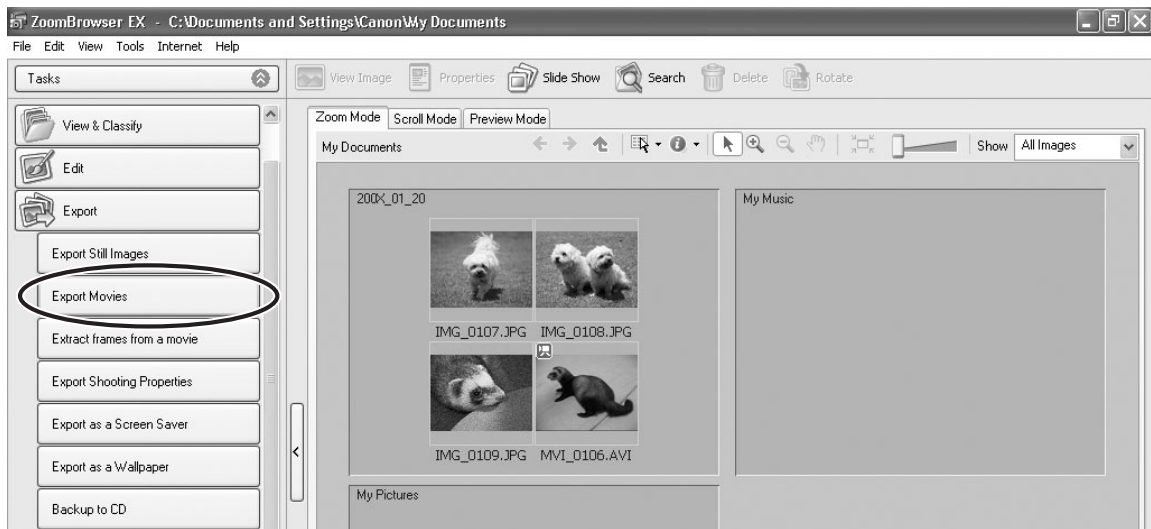 ZoomBrowser EX - C:\Documents and Settings\Canon\My Documents
File Edit View Tools Internet Help
Tasks
View Image Properties Slide Show Search Delete Rotate
View & Classify
Edit
Export
Export Still Images
Export Movies
Extract frames from a movie
Export Shooting Properties
Export as a Screen Saver
Export as a Wallpaper
Backup to CD
Zoom Mode Scroll Mode Preview Mode
My Documents
Show All Images
200X_01_20
IMG_0107.JPG IMG_0108.JPG
IMG_0109.JPG MVI_0106.AVI
My Music
My Pictures